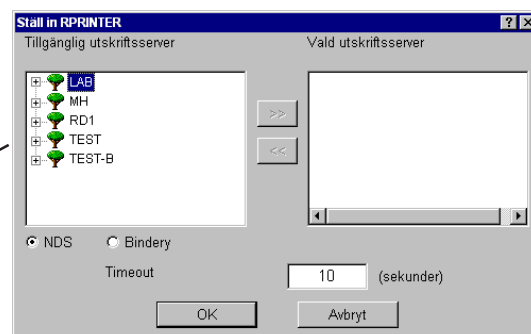 Ställ in RPRINTER
Tillgänglig utskriftsserver
Vald utskriftsserver
LAB
MH
RD1
TEST
TEST-B
>>
<<
NDS Bindery
Timeout 10 (sekunder)
OK Avbryt